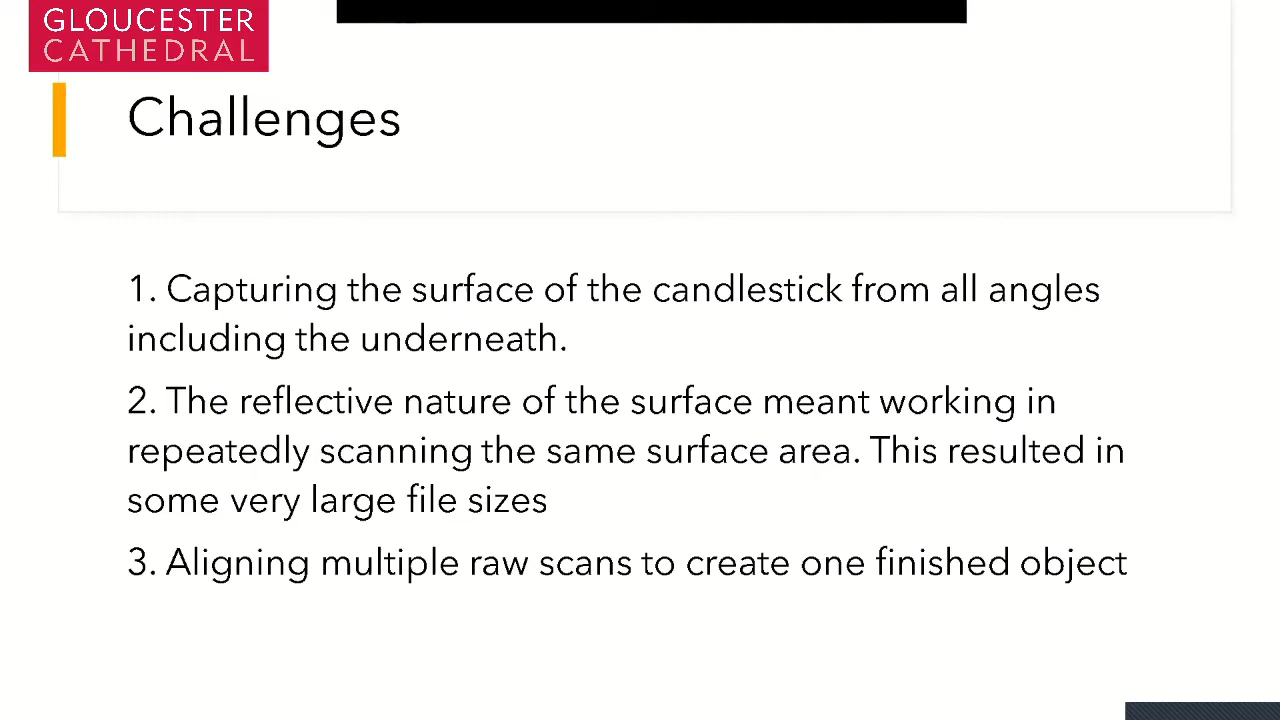 GLOUCESTER
CATHEDRAL
Challenges
1. Capturing the surface of the candlestick from all angles
including the underneath.
2. The reflective nature of the surface meant working in
repeatedly scanning the same surface area. This resulted in
some very large file sizes
3. Aligning multiple raw scans to create one finished object